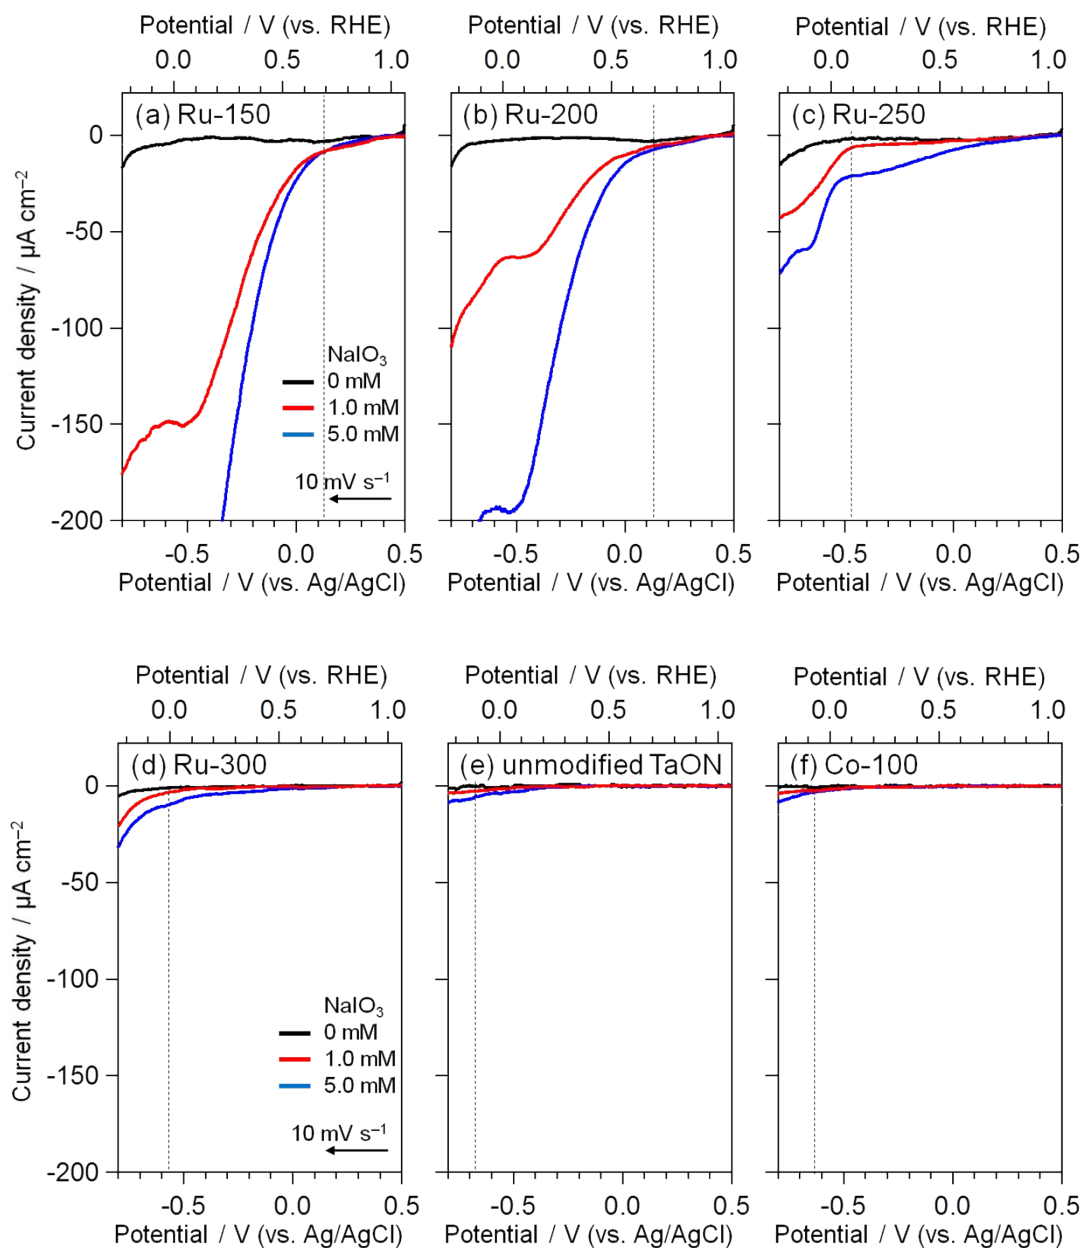 Potential / V (vs. RHE) Potential / V (vs. RHE) Potential / V (vs. RHE)
0.0 0.5 1.0 0.0 0.5 1.0 0.0 0.5 1.0
(a) Ru-150 (b) Ru-200 (c) Ru-250
Current density / μA cm⁻²
0
-50
-100
-150
-200
NaIO₃
0 mM
1.0 mM
5.0 mM
10 mV s⁻¹
-0.5 0.0 0.5 -0.5 0.0 0.5 -0.5 0.0 0.5
Potential / V (vs. Ag/AgCl) Potential / V (vs. Ag/AgCl) Potential / V (vs. Ag/AgCl)
Potential / V (vs. RHE) Potential / V (vs. RHE) Potential / V (vs. RHE)
0.0 0.5 1.0 0.0 0.5 1.0 0.0 0.5 1.0
(d) Ru-300 (e) unmodified TaON (f) Co-100
Current density / μA cm⁻²
0
-50
-100
-150
-200
NaIO₃
0 mM
1.0 mM
5.0 mM
10 mV s⁻¹
-0.5 0.0 0.5 -0.5 0.0 0.5 -0.5 0.0 0.5
Potential / V (vs. Ag/AgCl) Potential / V (vs. Ag/AgCl) Potential / V (vs. Ag/AgCl)